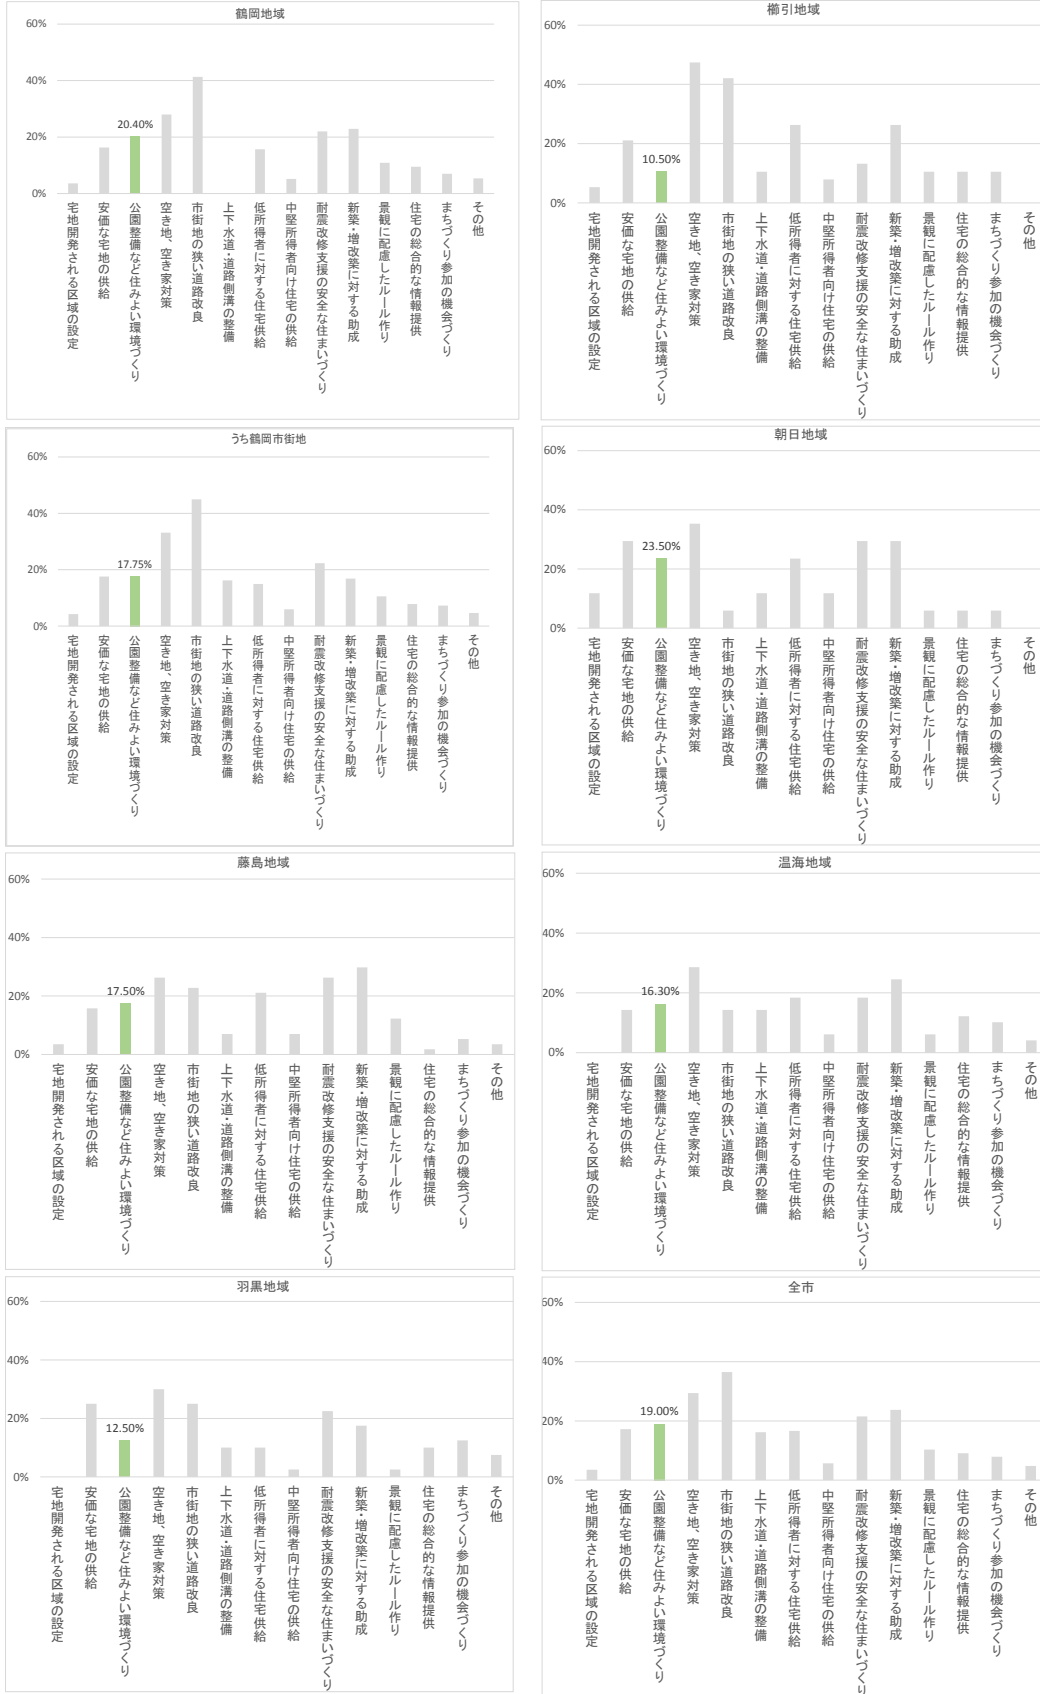 鶴岡地域
60%
40%
20%
0%
20.40%
宅地開発される区域の設定
安価な宅地の供給
公園整備など住みよい環境づくり
空き地、空き家対策
市街地の狭い道路改良
上下水道・道路側溝の整備
低所得者に対する住宅供給
中堅所得者向け住宅の供給
耐震改修支援の安全な住まいづくり
新築・増改築に対する助成
景観に配慮したルール作り
住宅の総合的な情報提供
まちづくり参加の機会づくり
その他
櫛引地域
60%
40%
20%
0%
10.50%
宅地開発される区域の設定
安価な宅地の供給
公園整備など住みよい環境づくり
空き地、空き家対策
市街地の狭い道路改良
上下水道・道路側溝の整備
低所得者に対する住宅供給
中堅所得者向け住宅の供給
耐震改修支援の安全な住まいづくり
新築・増改築に対する助成
景観に配慮したルール作り
住宅の総合的な情報提供
まちづくり参加の機会づくり
その他
うち鶴岡市街地
60%
40%
20%
0%
17.75%
宅地開発される区域の設定
安価な宅地の供給
公園整備など住みよい環境づくり
空き地、空き家対策
市街地の狭い道路改良
上下水道・道路側溝の整備
低所得者に対する住宅供給
中堅所得者向け住宅の供給
耐震改修支援の安全な住まいづくり
新築・増改築に対する助成
景観に配慮したルール作り
住宅の総合的な情報提供
まちづくり参加の機会づくり
その他
朝日地域
60%
40%
20%
0%
23.50%
宅地開発される区域の設定
安価な宅地の供給
公園整備など住みよい環境づくり
空き地、空き家対策
市街地の狭い道路改良
上下水道・道路側溝の整備
低所得者に対する住宅供給
中堅所得者向け住宅の供給
耐震改修支援の安全な住まいづくり
新築・増改築に対する助成
景観に配慮したルール作り
住宅の総合的な情報提供
まちづくり参加の機会づくり
その他
藤島地域
60%
40%
20%
0%
17.50%
宅地開発される区域の設定
安価な宅地の供給
公園整備など住みよい環境づくり
空き地、空き家対策
市街地の狭い道路改良
上下水道・道路側溝の整備
低所得者に対する住宅供給
中堅所得者向け住宅の供給
耐震改修支援の安全な住まいづくり
新築・増改築に対する助成
景観に配慮したルール作り
住宅の総合的な情報提供
まちづくり参加の機会づくり
その他
温海地域
60%
40%
20%
0%
16.30%
宅地開発される区域の設定
安価な宅地の供給
公園整備など住みよい環境づくり
空き地、空き家対策
市街地の狭い道路改良
上下水道・道路側溝の整備
低所得者に対する住宅供給
中堅所得者向け住宅の供給
耐震改修支援の安全な住まいづくり
新築・増改築に対する助成
景観に配慮したルール作り
住宅の総合的な情報提供
まちづくり参加の機会づくり
その他
羽黒地域
60%
40%
20%
0%
12.50%
宅地開発される区域の設定
安価な宅地の供給
公園整備など住みよい環境づくり
空き地、空き家対策
市街地の狭い道路改良
上下水道・道路側溝の整備
低所得者に対する住宅供給
中堅所得者向け住宅の供給
耐震改修支援の安全な住まいづくり
新築・増改築に対する助成
景観に配慮したルール作り
住宅の総合的な情報提供
まちづくり参加の機会づくり
その他
全市
60%
40%
20%
0%
19.00%
宅地開発される区域の設定
安価な宅地の供給
公園整備など住みよい環境づくり
空き地、空き家対策
市街地の狭い道路改良
上下水道・道路側溝の整備
低所得者に対する住宅供給
中堅所得者向け住宅の供給
耐震改修支援の安全な住まいづくり
新築・増改築に対する助成
景観に配慮したルール作り
住宅の総合的な情報提供
まちづくり参加の機会づくり
その他